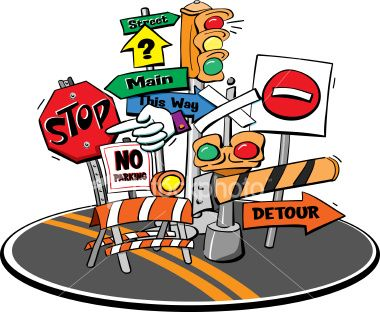 Street
?
Main
This Way
STOP
NO
PARKING
DETOUR